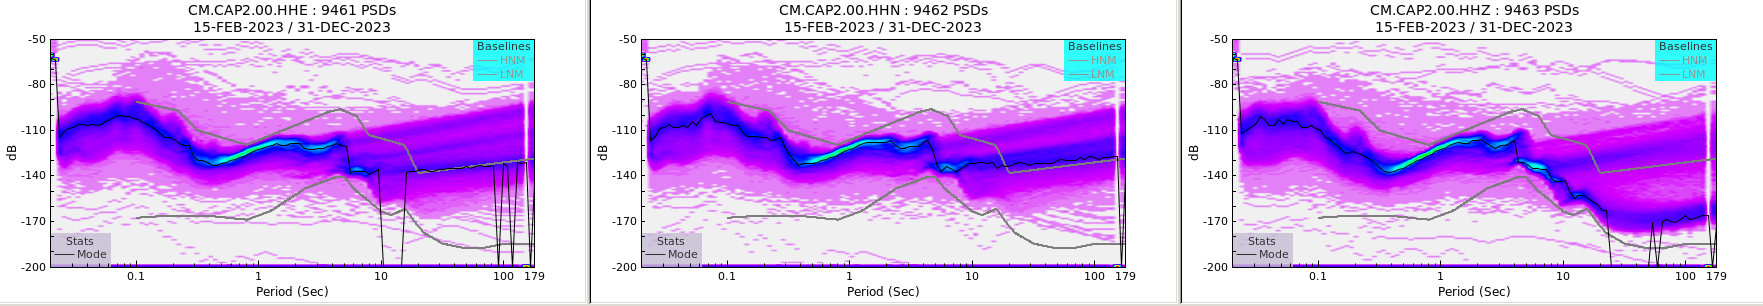 CM.CAP2.00.HHE : 9461 PSDs
15-FEB-2023 / 31-DEC-2023
-50
-80
-110
-140
-170
-200
dB
Baselines
HNM
LNM
Stats
Mode
0.1
1
10
100
179
Period (Sec)
CM.CAP2.00.HHN : 9462 PSDs
15-FEB-2023 / 31-DEC-2023
-50
-80
-110
-140
-170
-200
dB
Baselines
HNM
LNM
Stats
Mode
0.1
1
10
100
179
Period (Sec)
CM.CAP2.00.HHZ : 9463 PSDs
15-FEB-2023 / 31-DEC-2023
-50
-80
-110
-140
-170
-200
dB
Baselines
HNM
LNM
Stats
Mode
0.1
1
10
100
179
Period (Sec)